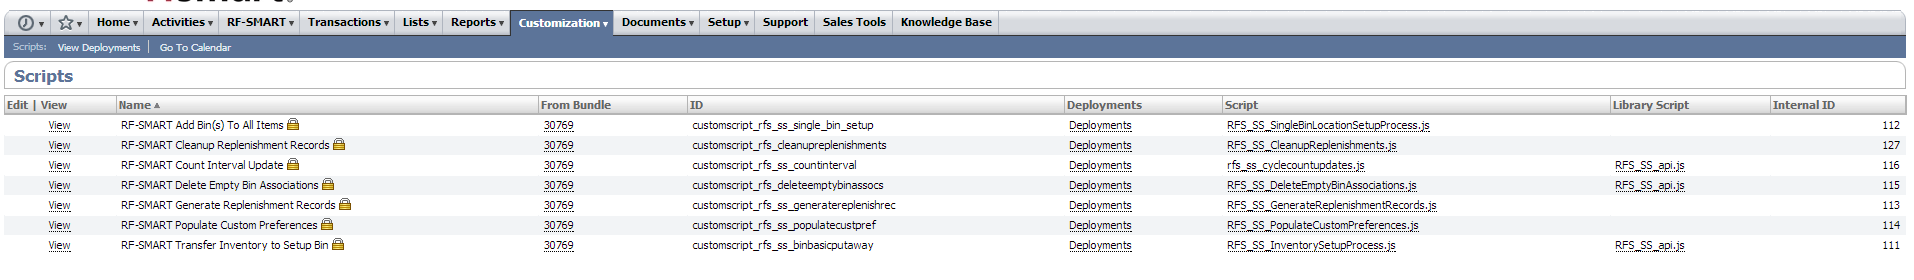 Home Activities RF-SMART Transactions Lists Reports Customization Documents Setup Support Sales Tools Knowledge Base
Scripts: View Deployments Go To Calendar
Scripts
Edit | View Name From Bundle ID Deployments Script Library Script Internal ID
View RF-SMART Add Bin(s) To All Items 30769 customscript_rfs_ss_single_bin_setup Deployments RFS_SS_SingleBinLocationSetupProcess.js 112
View RF-SMART Cleanup Replenishment Records 30769 customscript_rfs_cleanupreplenishments Deployments RFS_SS_CleanupReplenishments.js 127
View RF-SMART Count Interval Update 30769 customscript_rfs_ss_countinterval Deployments rfs_ss_cyclecountupdates.js RFS_SS_api.js 116
View RF-SMART Delete Empty Bin Associations 30769 customscript_rfs_deleteemptybinassocs Deployments RFS_SS_DeleteEmptyBinAssociations.js RFS_SS_api.js 115
View RF-SMART Generate Replenishment Records 30769 customscript_rfs_ss_generatereplenishrec Deployments RFS_SS_GenerateReplenishmentRecords.js 113
View RF-SMART Populate Custom Preferences 30769 customscript_rfs_ss_populatecustpref Deployments RFS_SS_PopulateCustomPreferences.js 114
View RF-SMART Transfer Inventory to Setup Bin 30769 customscript_rfs_ss_binbasicputaway Deployments RFS_SS_InventorySetupProcess.js RFS_SS_api.js 111